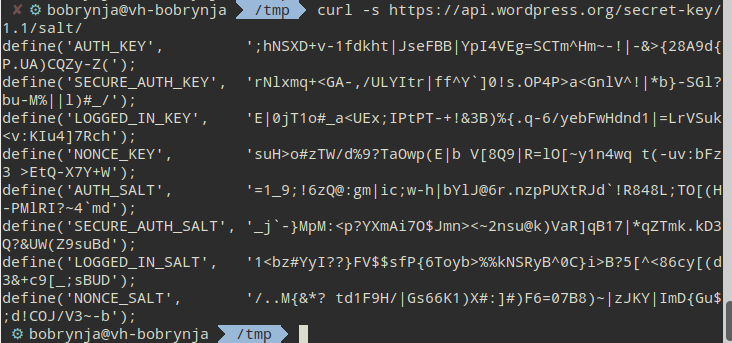 ✘ ⚙ bobrynja@vh-bobrynja /tmp curl -s https://api.wordpress.org/secret-key/
1.1/salt/
define('AUTH_KEY',         ';hNSXD+v-1fdkht|JseFBB|YpI4VEg=SCTm^Hm~-!|-&>{28A9d{
P.UA)CQZy-Z(');
define('SECURE_AUTH_KEY',  'rNlxmq+<GA-,/ULYItr|ff^Y`]0!s.OP4P>a<GnlV^!|*b}-SGl?
bu-M%||l)#_/');
define('LOGGED_IN_KEY',    'E|0jT1o#_a<UEx;IPtPT-+!&3B)%{.q-6/yebFwHdnd1|=LrVSuk
<v:KIu4]7Rch');
define('NONCE_KEY',        'suH>o#zTW/d%9?TaOwp(E|b V[8Q9|R=lO[~y1n4wq t(-uv:bFz
3 >EtQ-X7Y+W');
define('AUTH_SALT',        '=1_9;!6zQ@:gm|ic;w-h|bYlJ@6r.nzpPUXtRJd`!R848L;TO[(H
-PMlRI?~4`md');
define('SECURE_AUTH_SALT', '_j`-}MpM:<p?YXmAi7O$Jmn><~2nsu@k)VaR]qB17|*qZTmk.kD3
Q?&UW(Z9suBd');
define('LOGGED_IN_SALT',   '1<bz#YyI??}FV$$sfP{6Toyb>%%kNSRyB^0C}i>B?5[^<86cy[(d
3&+c9[_;sBUD');
define('NONCE_SALT',       '/..M{&*? td1F9H/|Gs66K1)X#:]#)F6=07B8)~|zJKY|ImD{Gu$
;d!COJ/V3~-b');
⚙ bobrynja@vh-bobrynja /tmp